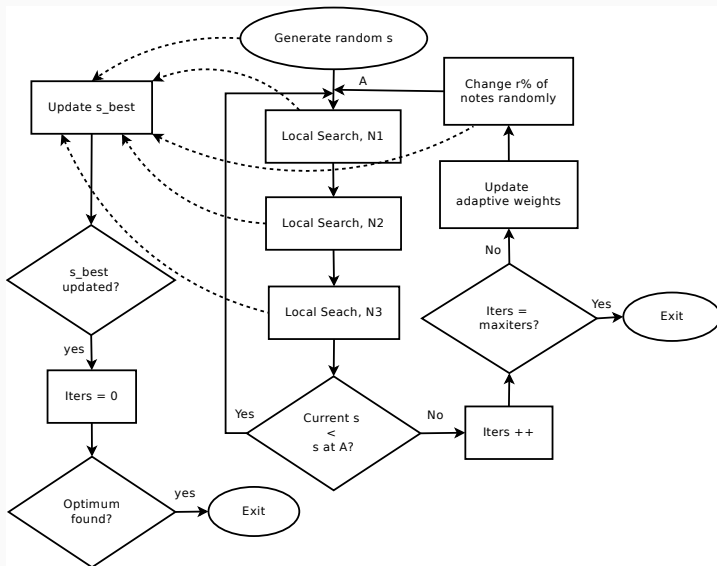 Generate random s
A
Change r% of
notes randomly
Update s_best
Local Search, N1
Update
adaptive weights
Local Search, N2
No
s_best
updated?
Local Seach, N3
Iters =
maxiters?
Yes
Exit
yes
Iters = 0
Yes
Current s
<
s at A?
No
Iters ++
Optimum
found?
yes
Exit